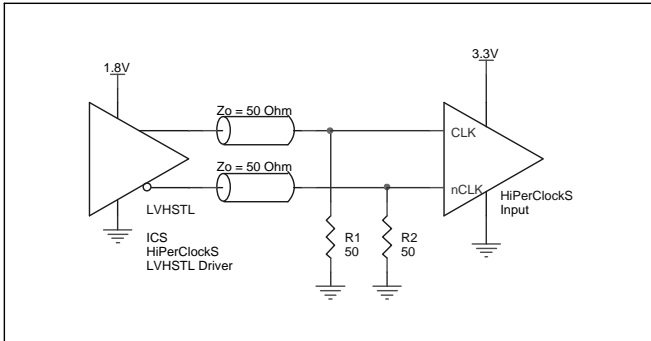 1.8V
3.3V
Zo = 50 Ohm
CLK
Zo = 50 Ohm
nCLK
HiPerClockS
Input
LVHSTL
ICS
HiPerClockS
LVHSTL Driver
R1
50
R2
50